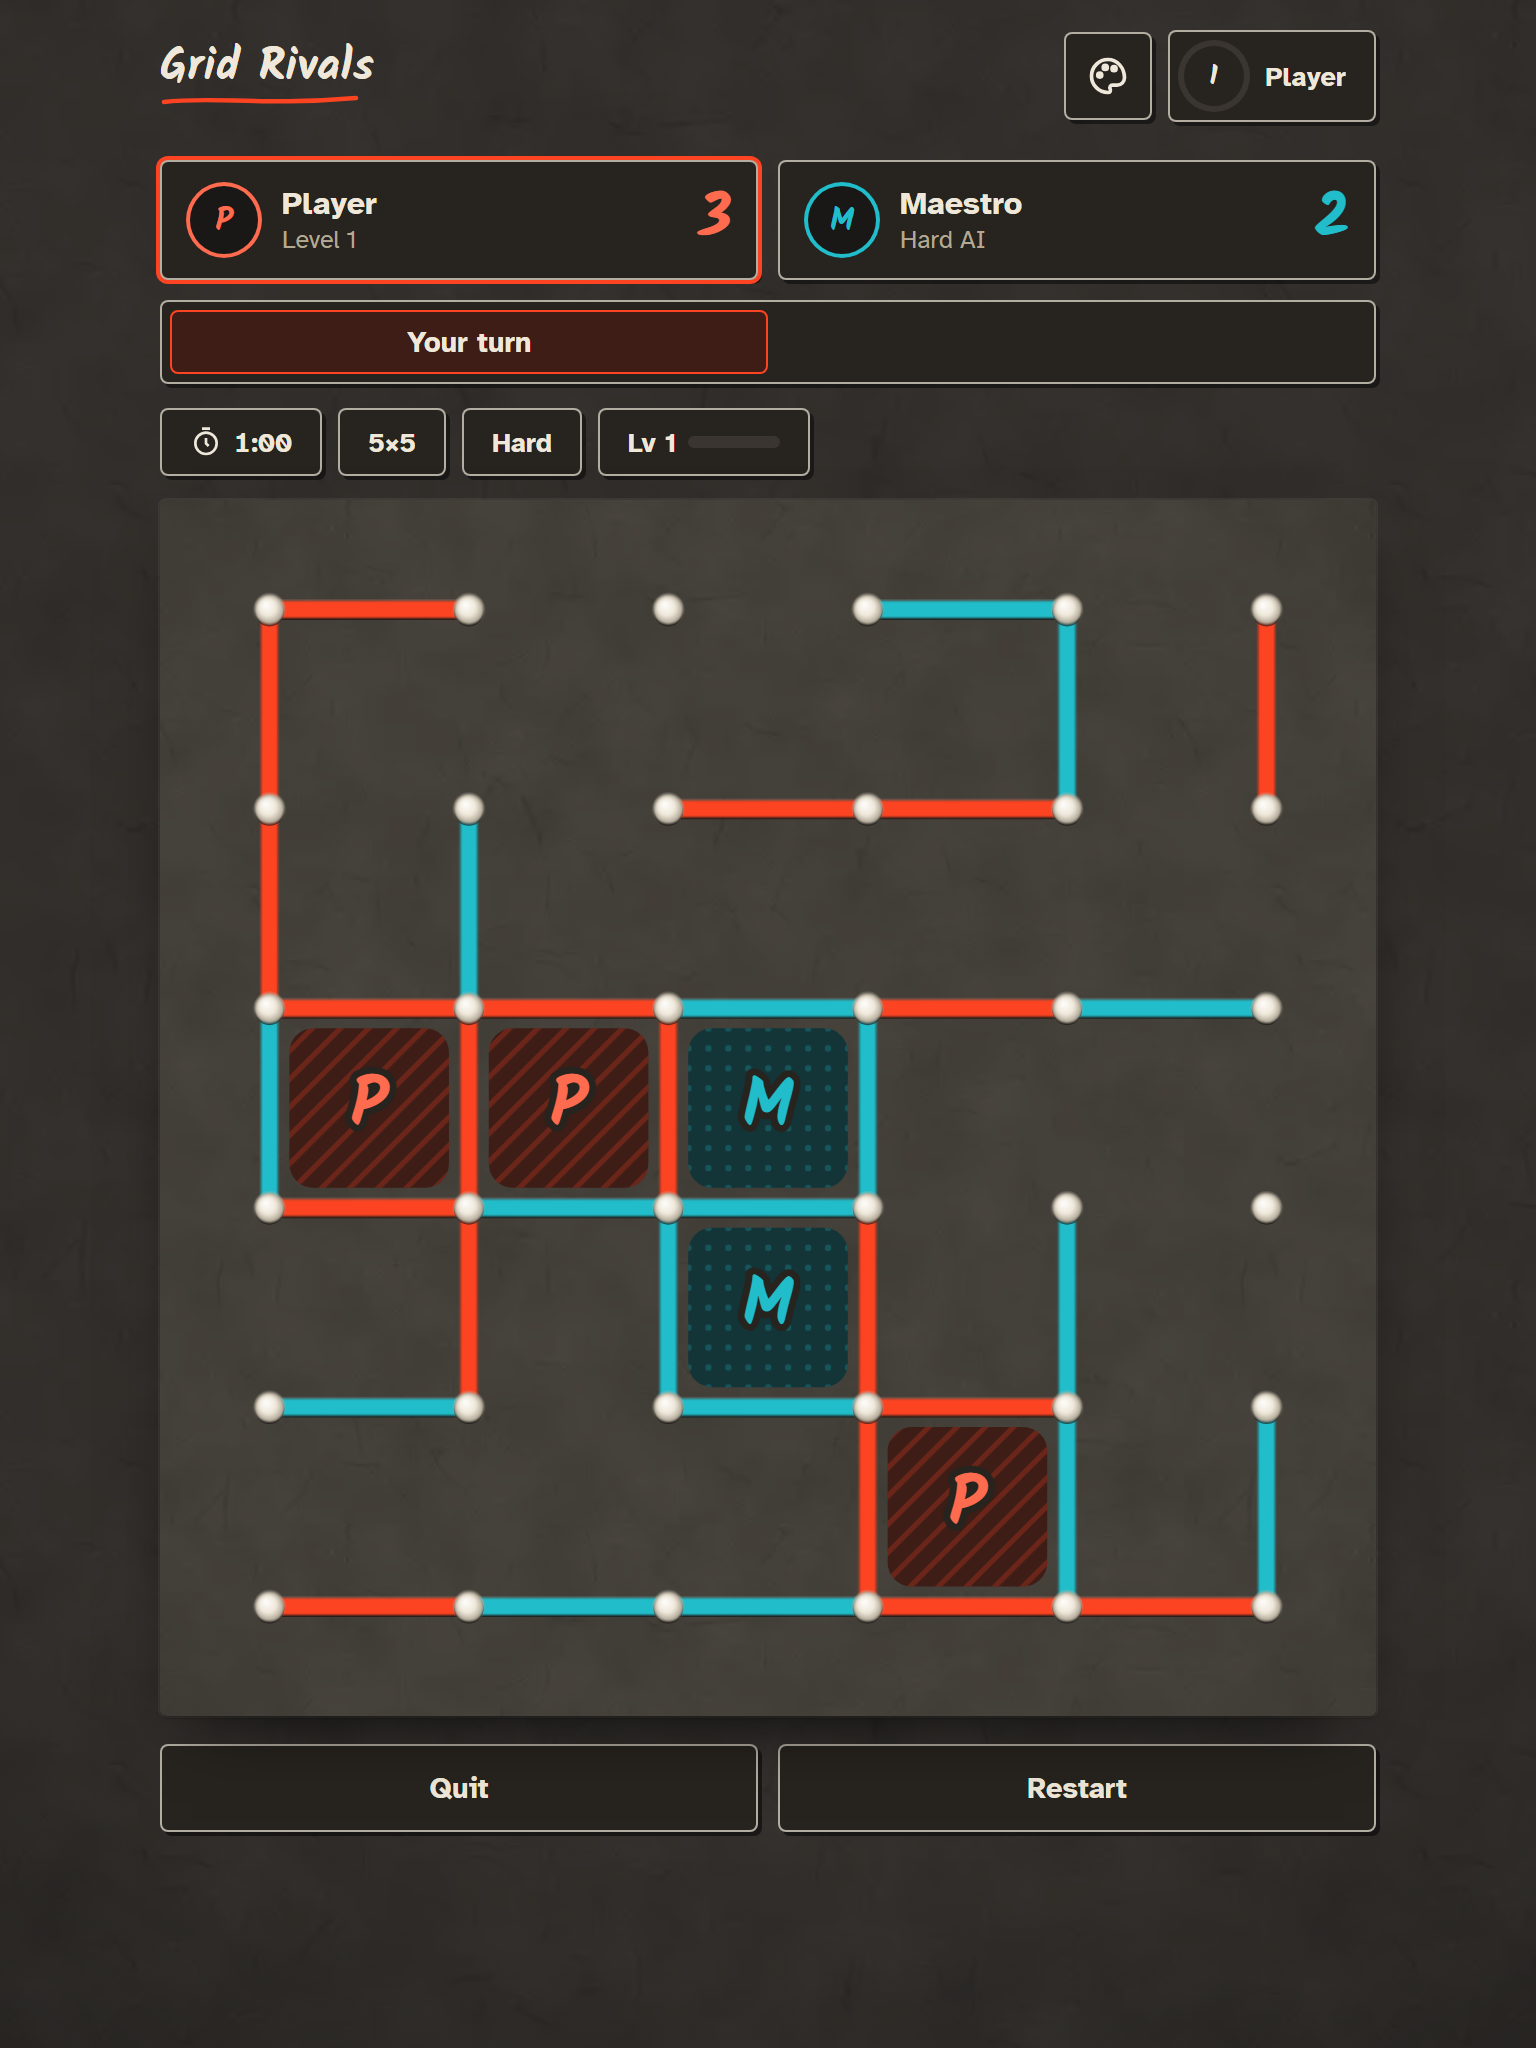 Grid Rivals
1 Player
P Player 3
Level 1
M Maestro 2
Hard AI
Your turn
1:00 5×5 Hard Lv 1
P P M
M
P
Quit Restart